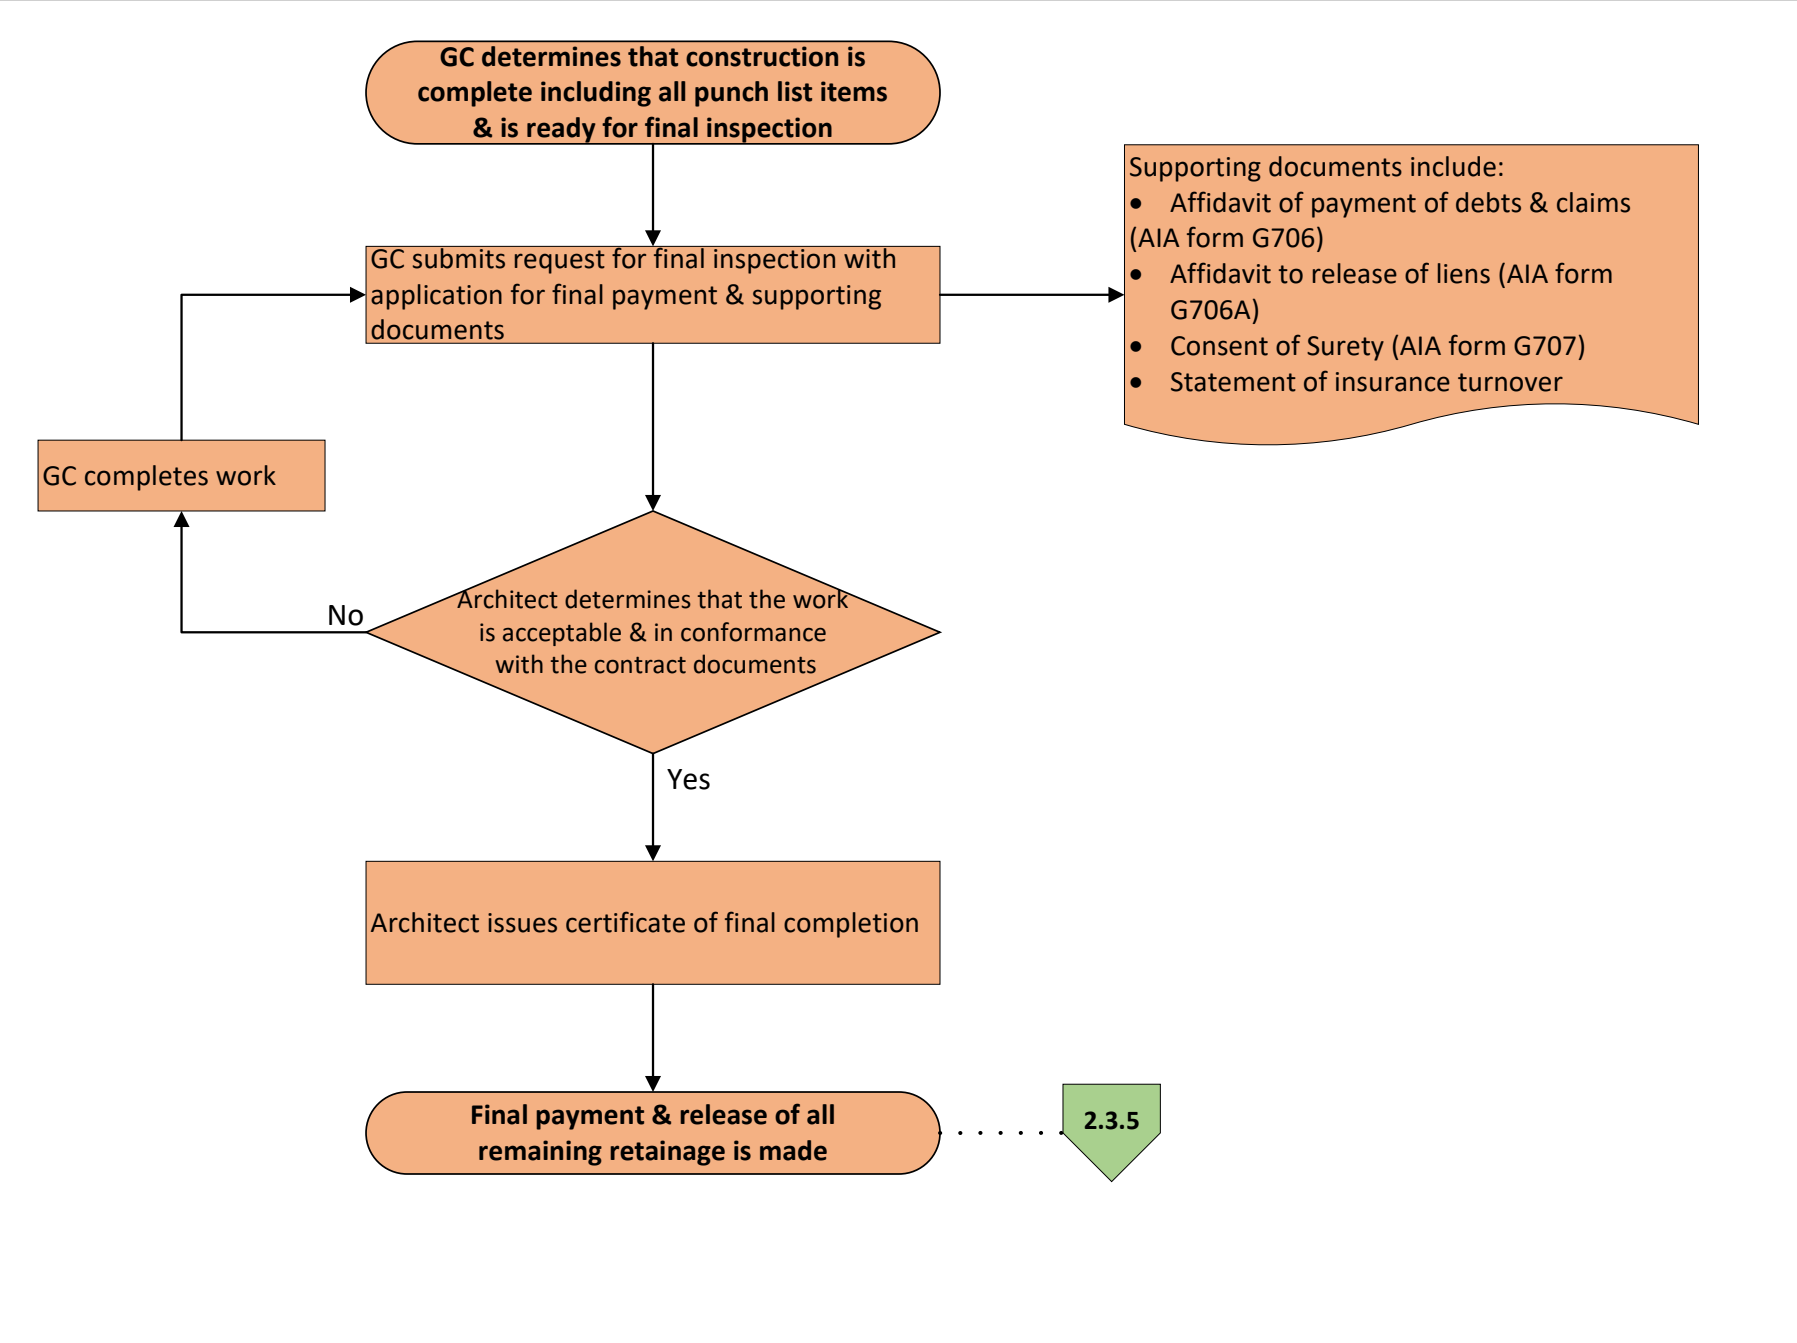 GC determines that construction is
complete including all punch list items
& is ready for final inspection
Supporting documents include:
• Affidavit of payment of debts & claims
(AIA form G706)
• Affidavit to release of liens (AIA form
G706A)
• Consent of Surety (AIA form G707)
• Statement of insurance turnover
GC submits request for final inspection with
application for final payment & supporting
documents
GC completes work
No
Architect determines that the work
is acceptable & in conformance
with the contract documents
Yes
Architect issues certificate of final completion
Final payment & release of all
remaining retainage is made
2.3.5